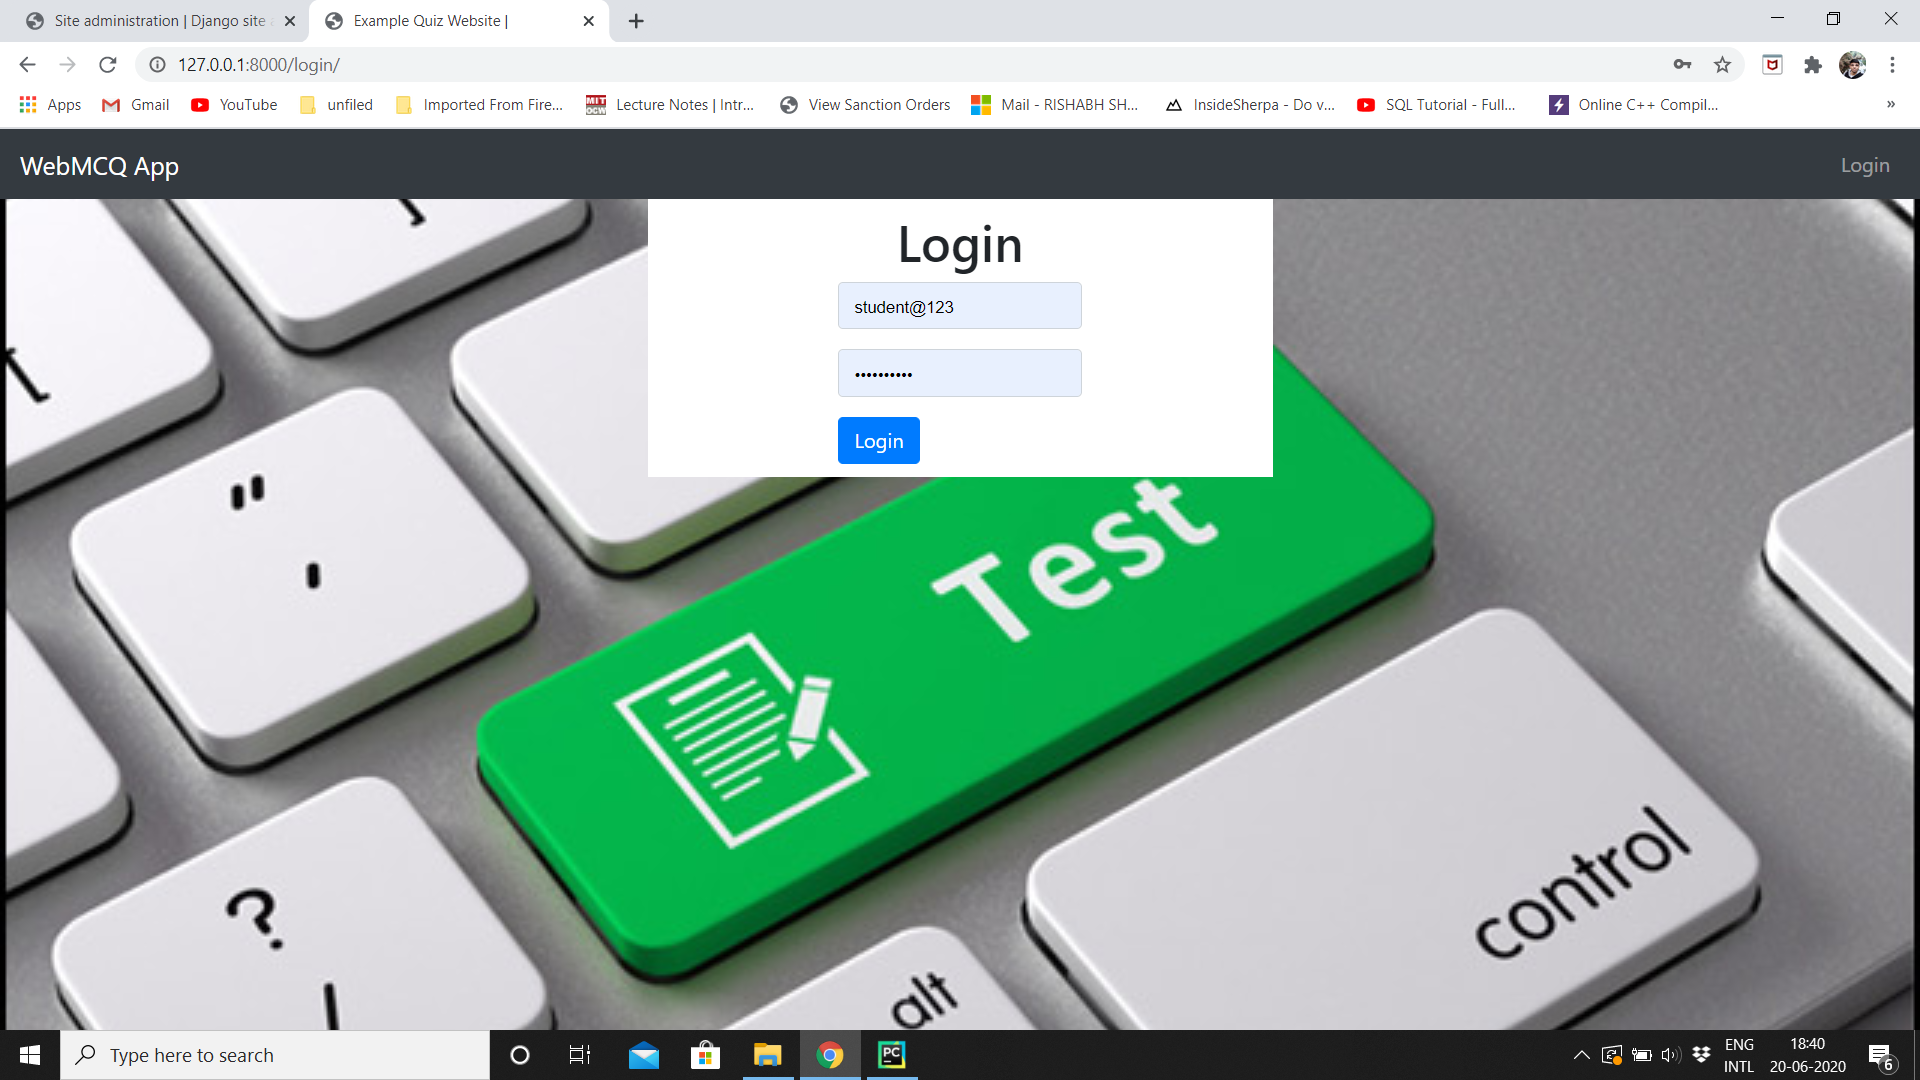 Site administration | Django site
Example Quiz Website |
127.0.0.1:8000/login/
Apps
Gmail
YouTube
unfiled
Imported From Fire...
MIT
OCW
Lecture Notes | Intr...
View Sanction Orders
Mail - RISHABH SH...
InsideSherpa - Do v...
SQL Tutorial - Full...
Online C++ Compil...
»
WebMCQ App
Login
Login
student@123
••••••••••
Login
]
[
"
'
Test
?
/
alt
control
Type here to search
PC
ENG
INTL
18:40
20-06-2020
6